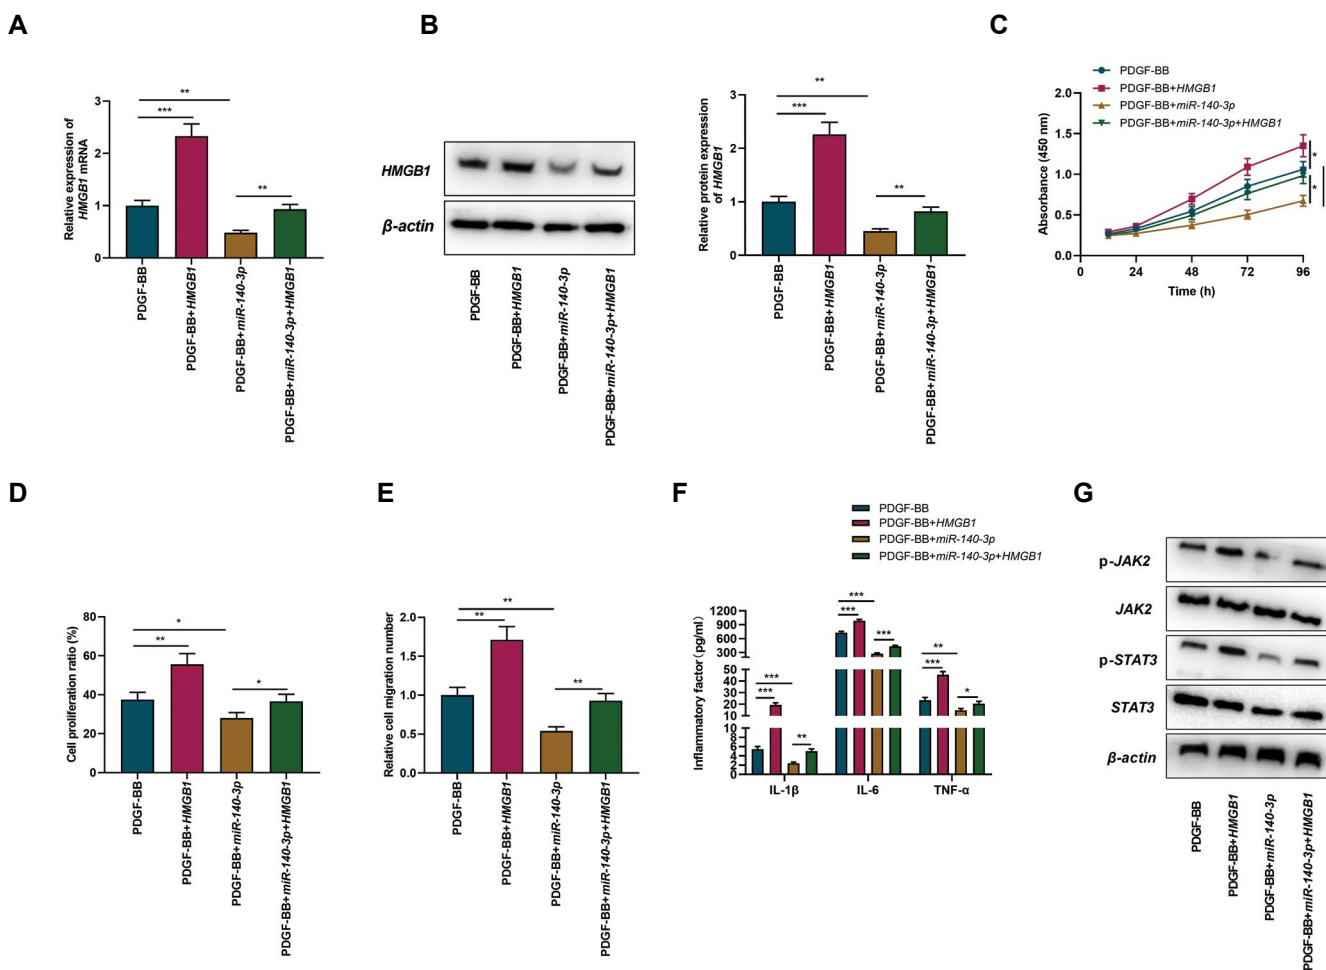 A
B
C
D
E
F
G
Relative expression of
HMGB1 mRNA
3
2
1
0
**
***
**
PDGF-BB
PDGF-BB+HMGB1
PDGF-BB+miR-140-3p
PDGF-BB+miR-140-3p+HMGB1
HMGB1
β-actin
PDGF-BB
PDGF-BB+HMGB1
PDGF-BB+miR-140-3p
PDGF-BB+miR-140-3p+HMGB1
Relative protein expression
of HMGB1
3
2
1
0
**
***
**
PDGF-BB
PDGF-BB+HMGB1
PDGF-BB+miR-140-3p
PDGF-BB+miR-140-3p+HMGB1
PDGF-BB
PDGF-BB+HMGB1
PDGF-BB+miR-140-3p
PDGF-BB+miR-140-3p+HMGB1
Absorbance (450 nm)
2.0
1.5
1.0
0.5
0.0
0 24 48 72 96
Time (h)
*
*
Cell proliferation ratio (%)
80
60
40
20
0
*
**
*
PDGF-BB
PDGF-BB+HMGB1
PDGF-BB+miR-140-3p
PDGF-BB+miR-140-3p+HMGB1
Relative cell migration number
2.0
1.5
1.0
0.5
0.0
**
**
**
PDGF-BB
PDGF-BB+HMGB1
PDGF-BB+miR-140-3p
PDGF-BB+miR-140-3p+HMGB1
PDGF-BB
PDGF-BB+HMGB1
PDGF-BB+miR-140-3p
PDGF-BB+miR-140-3p+HMGB1
Inflammatory factor (pg/ml)
1200
900
600
300
50
40
30
20
10
6
4
2
0
***
***
**
***
***
***
**
***
*
IL-1β IL-6 TNF-α
p-JAK2
JAK2
p-STAT3
STAT3
β-actin
PDGF-BB
PDGF-BB+HMGB1
PDGF-BB+miR-140-3p
PDGF-BB+miR-140-3p+HMGB1